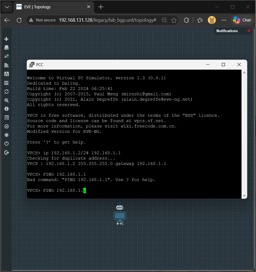 EVE | Topology
Not secure
192.168.131.128/legacy/
Chat
Notifications
PCC
Welcome to Virtual PC Simulator, version 1.3 (0.8.1)
Dedicated to Daling.
Build time: Feb 22 2024 06:25:41
Copyright (c) 2007-2015, Paul Meng (mirnshi@gmail.com)
Copyright (c) 2021, Alain Degreffe (alain.degreffe@eve-ng.net)
All rights reserved.
VPCS is free software, distributed under the terms of the "BSD" licence.
Source code and license can be found at vpcs.sf.net.
For more information, please visit wiki.freecode.com.cn.
Modified version for EVE-NG.
Press '?' to get help.
VPCS> ip 192.168.1.2/24 192.168.1.1
Checking for duplicate address...
VPCS : 192.168.1.2 255.255.255.0 gateway 192.168.1.1
VPCS> PING 192.168.1.1
Bad command: "PING 192.168.1.1". Use ? for help.
VPCS> PING 192.168.1.